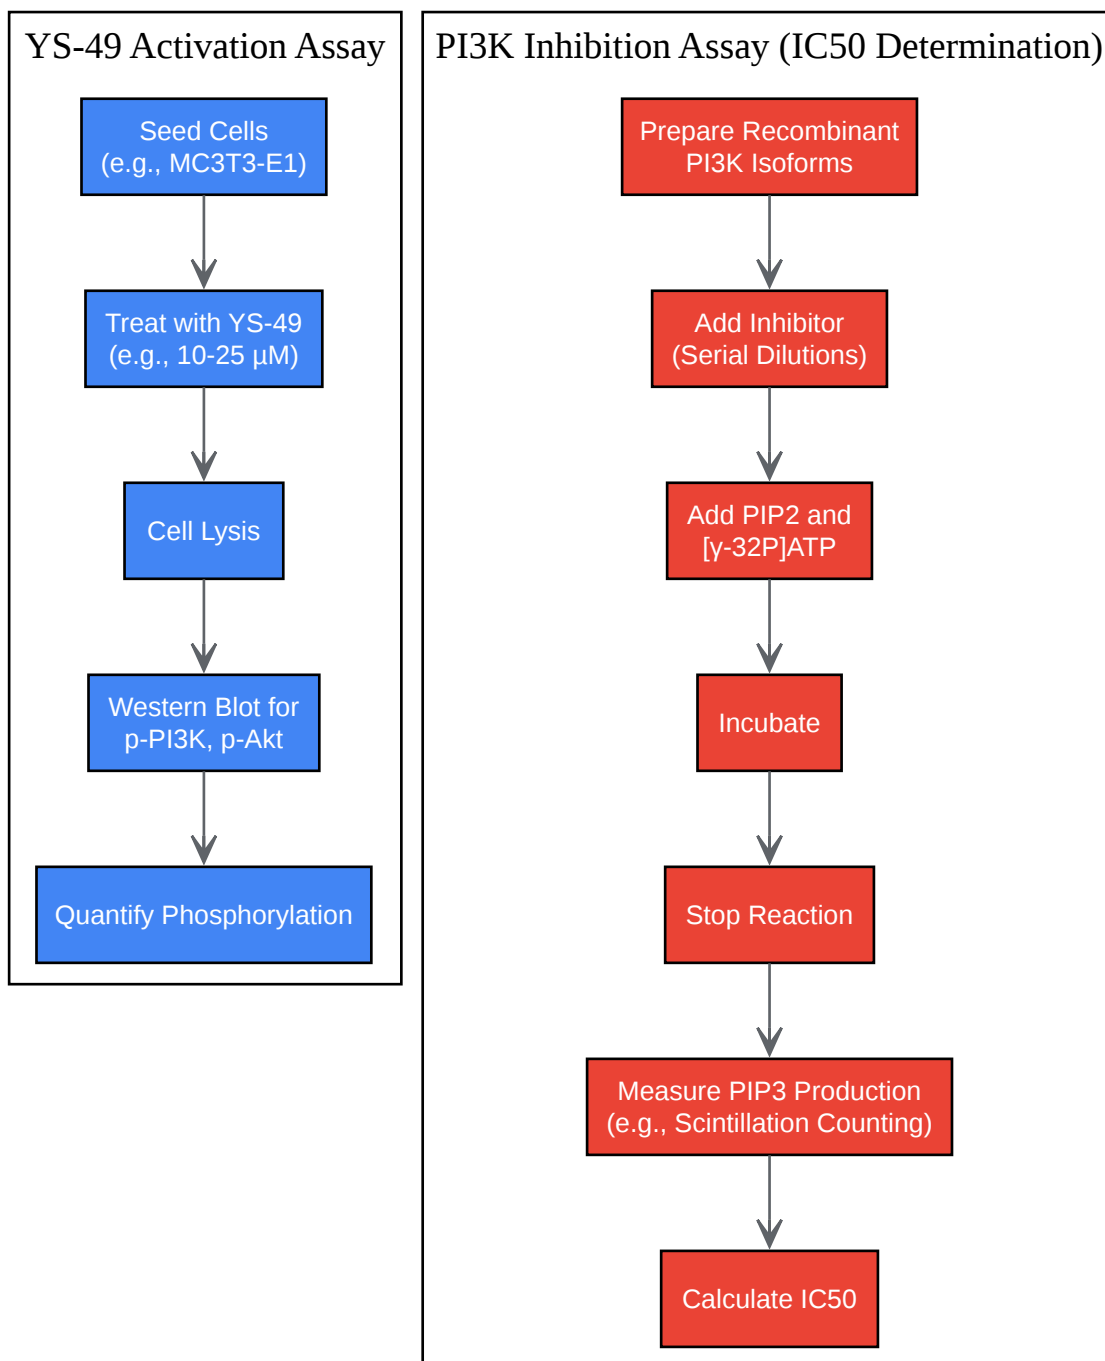 YS-49 Activation Assay
Seed Cells
(e.g., MC3T3-E1)
Treat with YS-49
(e.g., 10-25 µM)
Cell Lysis
Western Blot for
p-PI3K, p-Akt
Quantify Phosphorylation
PI3K Inhibition Assay (IC50 Determination)
Prepare Recombinant
PI3K Isoforms
Add Inhibitor
(Serial Dilutions)
Add PIP2 and
[γ-32P]ATP
Incubate
Stop Reaction
Measure PIP3 Production
(e.g., Scintillation Counting)
Calculate IC50